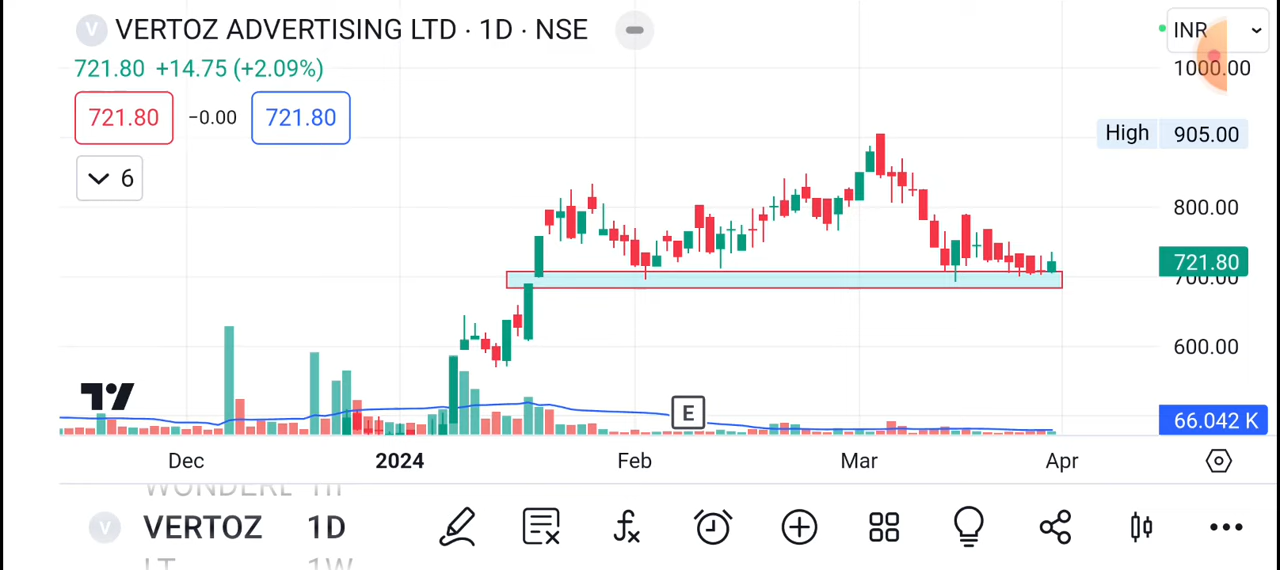 V VERTOZ ADVERTISING LTD · 1D · NSE
INR
721.80 +14.75 (+2.09%)
1000.00
721.80 −0.00 721.80
High 905.00
6
800.00
721.80
700.00
600.00
E
66.042 K
Dec 2024 Feb Mar Apr
V VERTOZ 1D